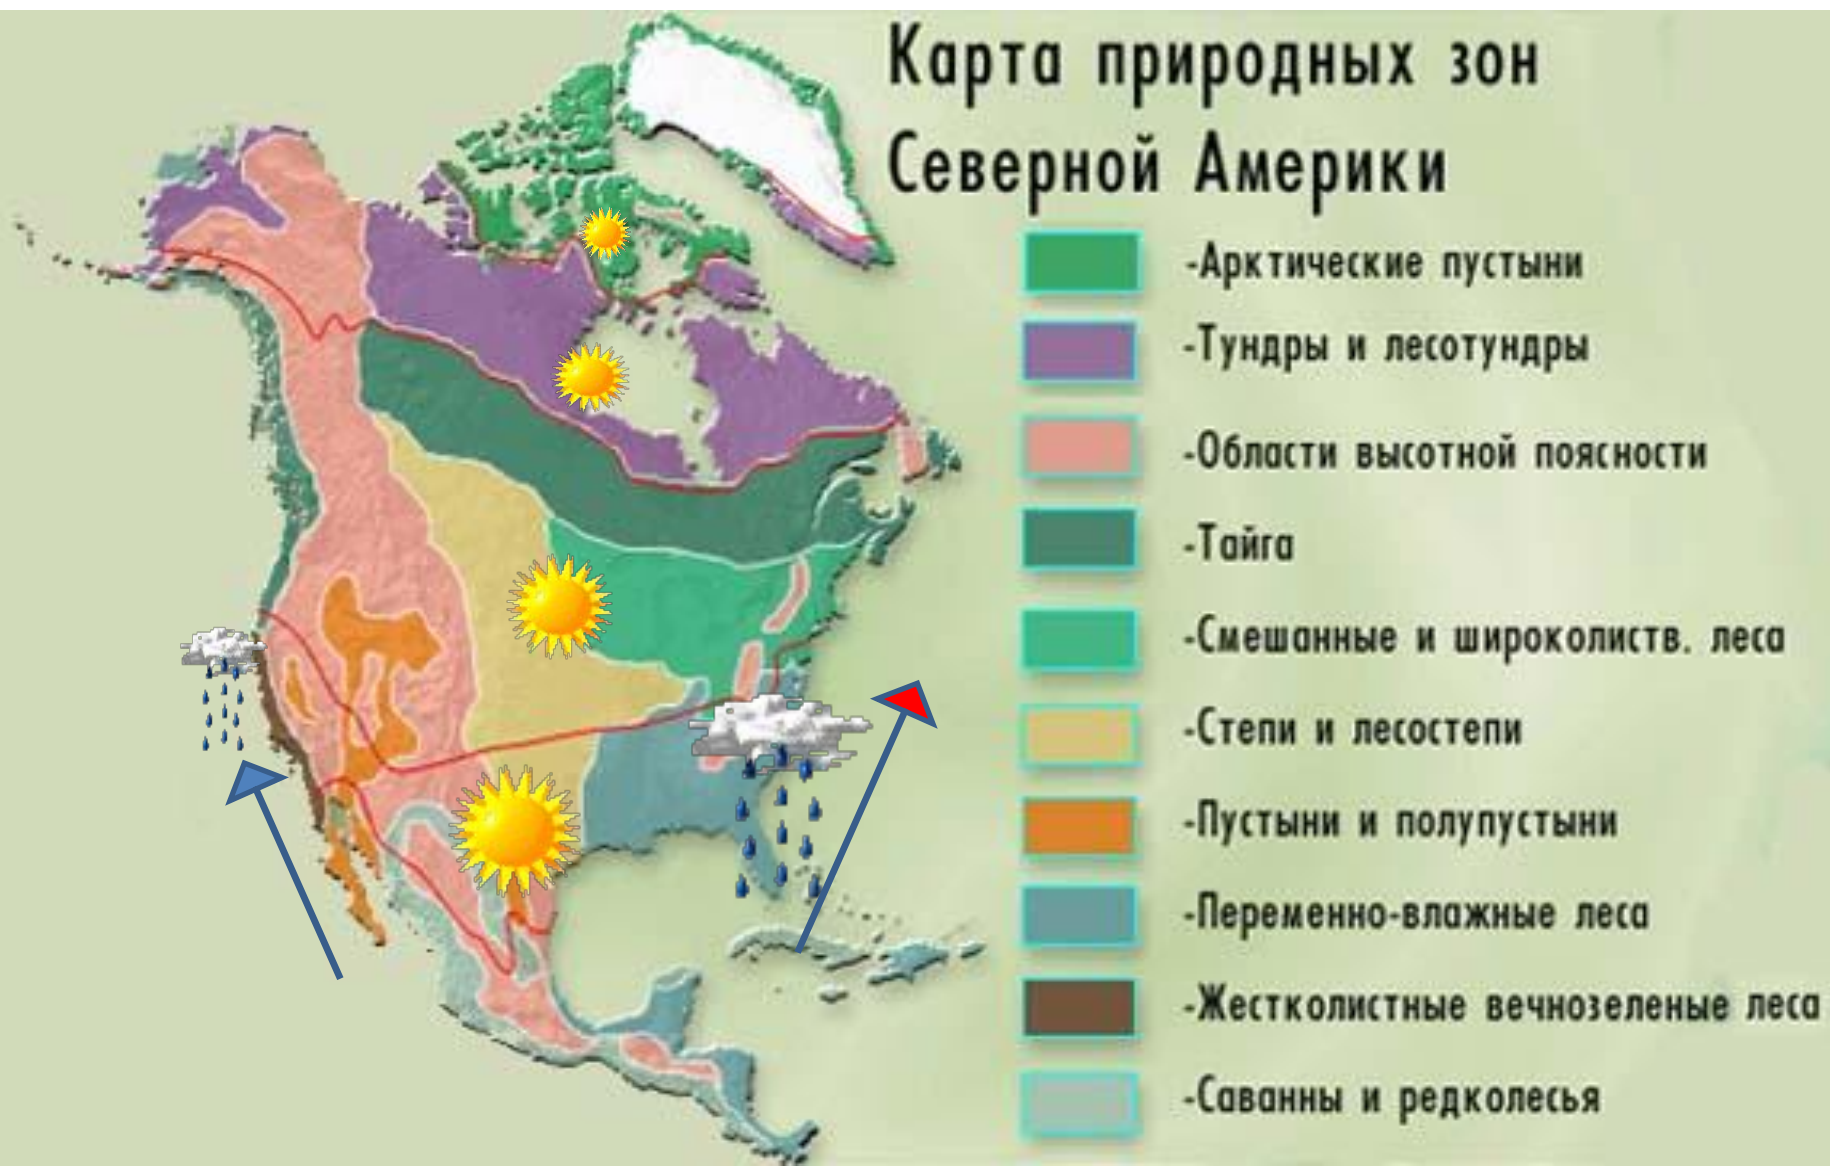 Карта природных зон
Северной Америки
-Арктические пустыни
-Тундры и лесотундры
-Области высотной поясности
-Тайга
-Смешанные и широколиств. леса
-Степи и лесостепи
-Пустыни и полупустыни
-Переменно-влажные леса
-Жестколистные вечнозеленые леса
-Саванны и редколесья